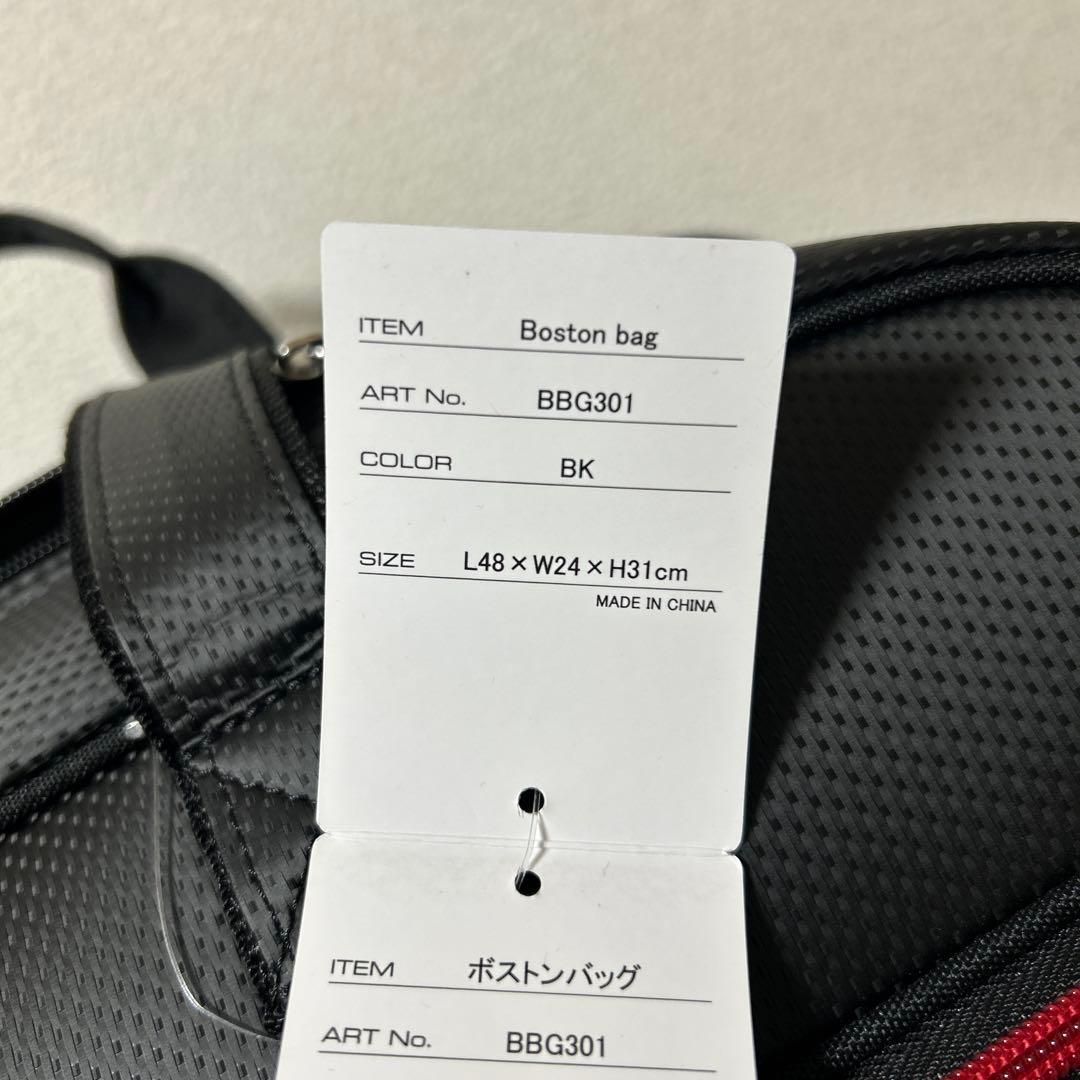 ITEM Boston bag
ART No. BBG301
COLOR BK
SIZE L48×W24×H31cm
MADE IN CHINA
ITEM ボストンバッグ
ART No. BBG301